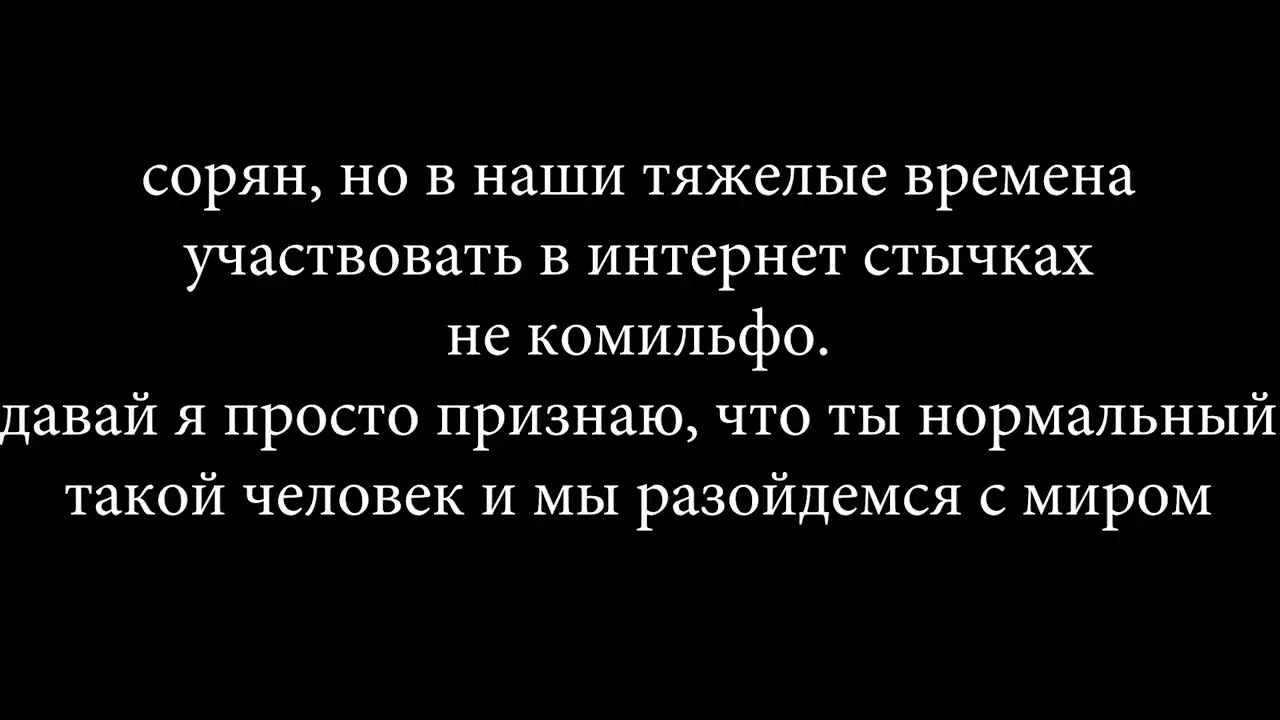 сорян, но в наши тяжелые времена
участвовать в интернет стычках
не комильфо.
давай я просто признаю, что ты нормальный
такой человек и мы разойдемся с миром